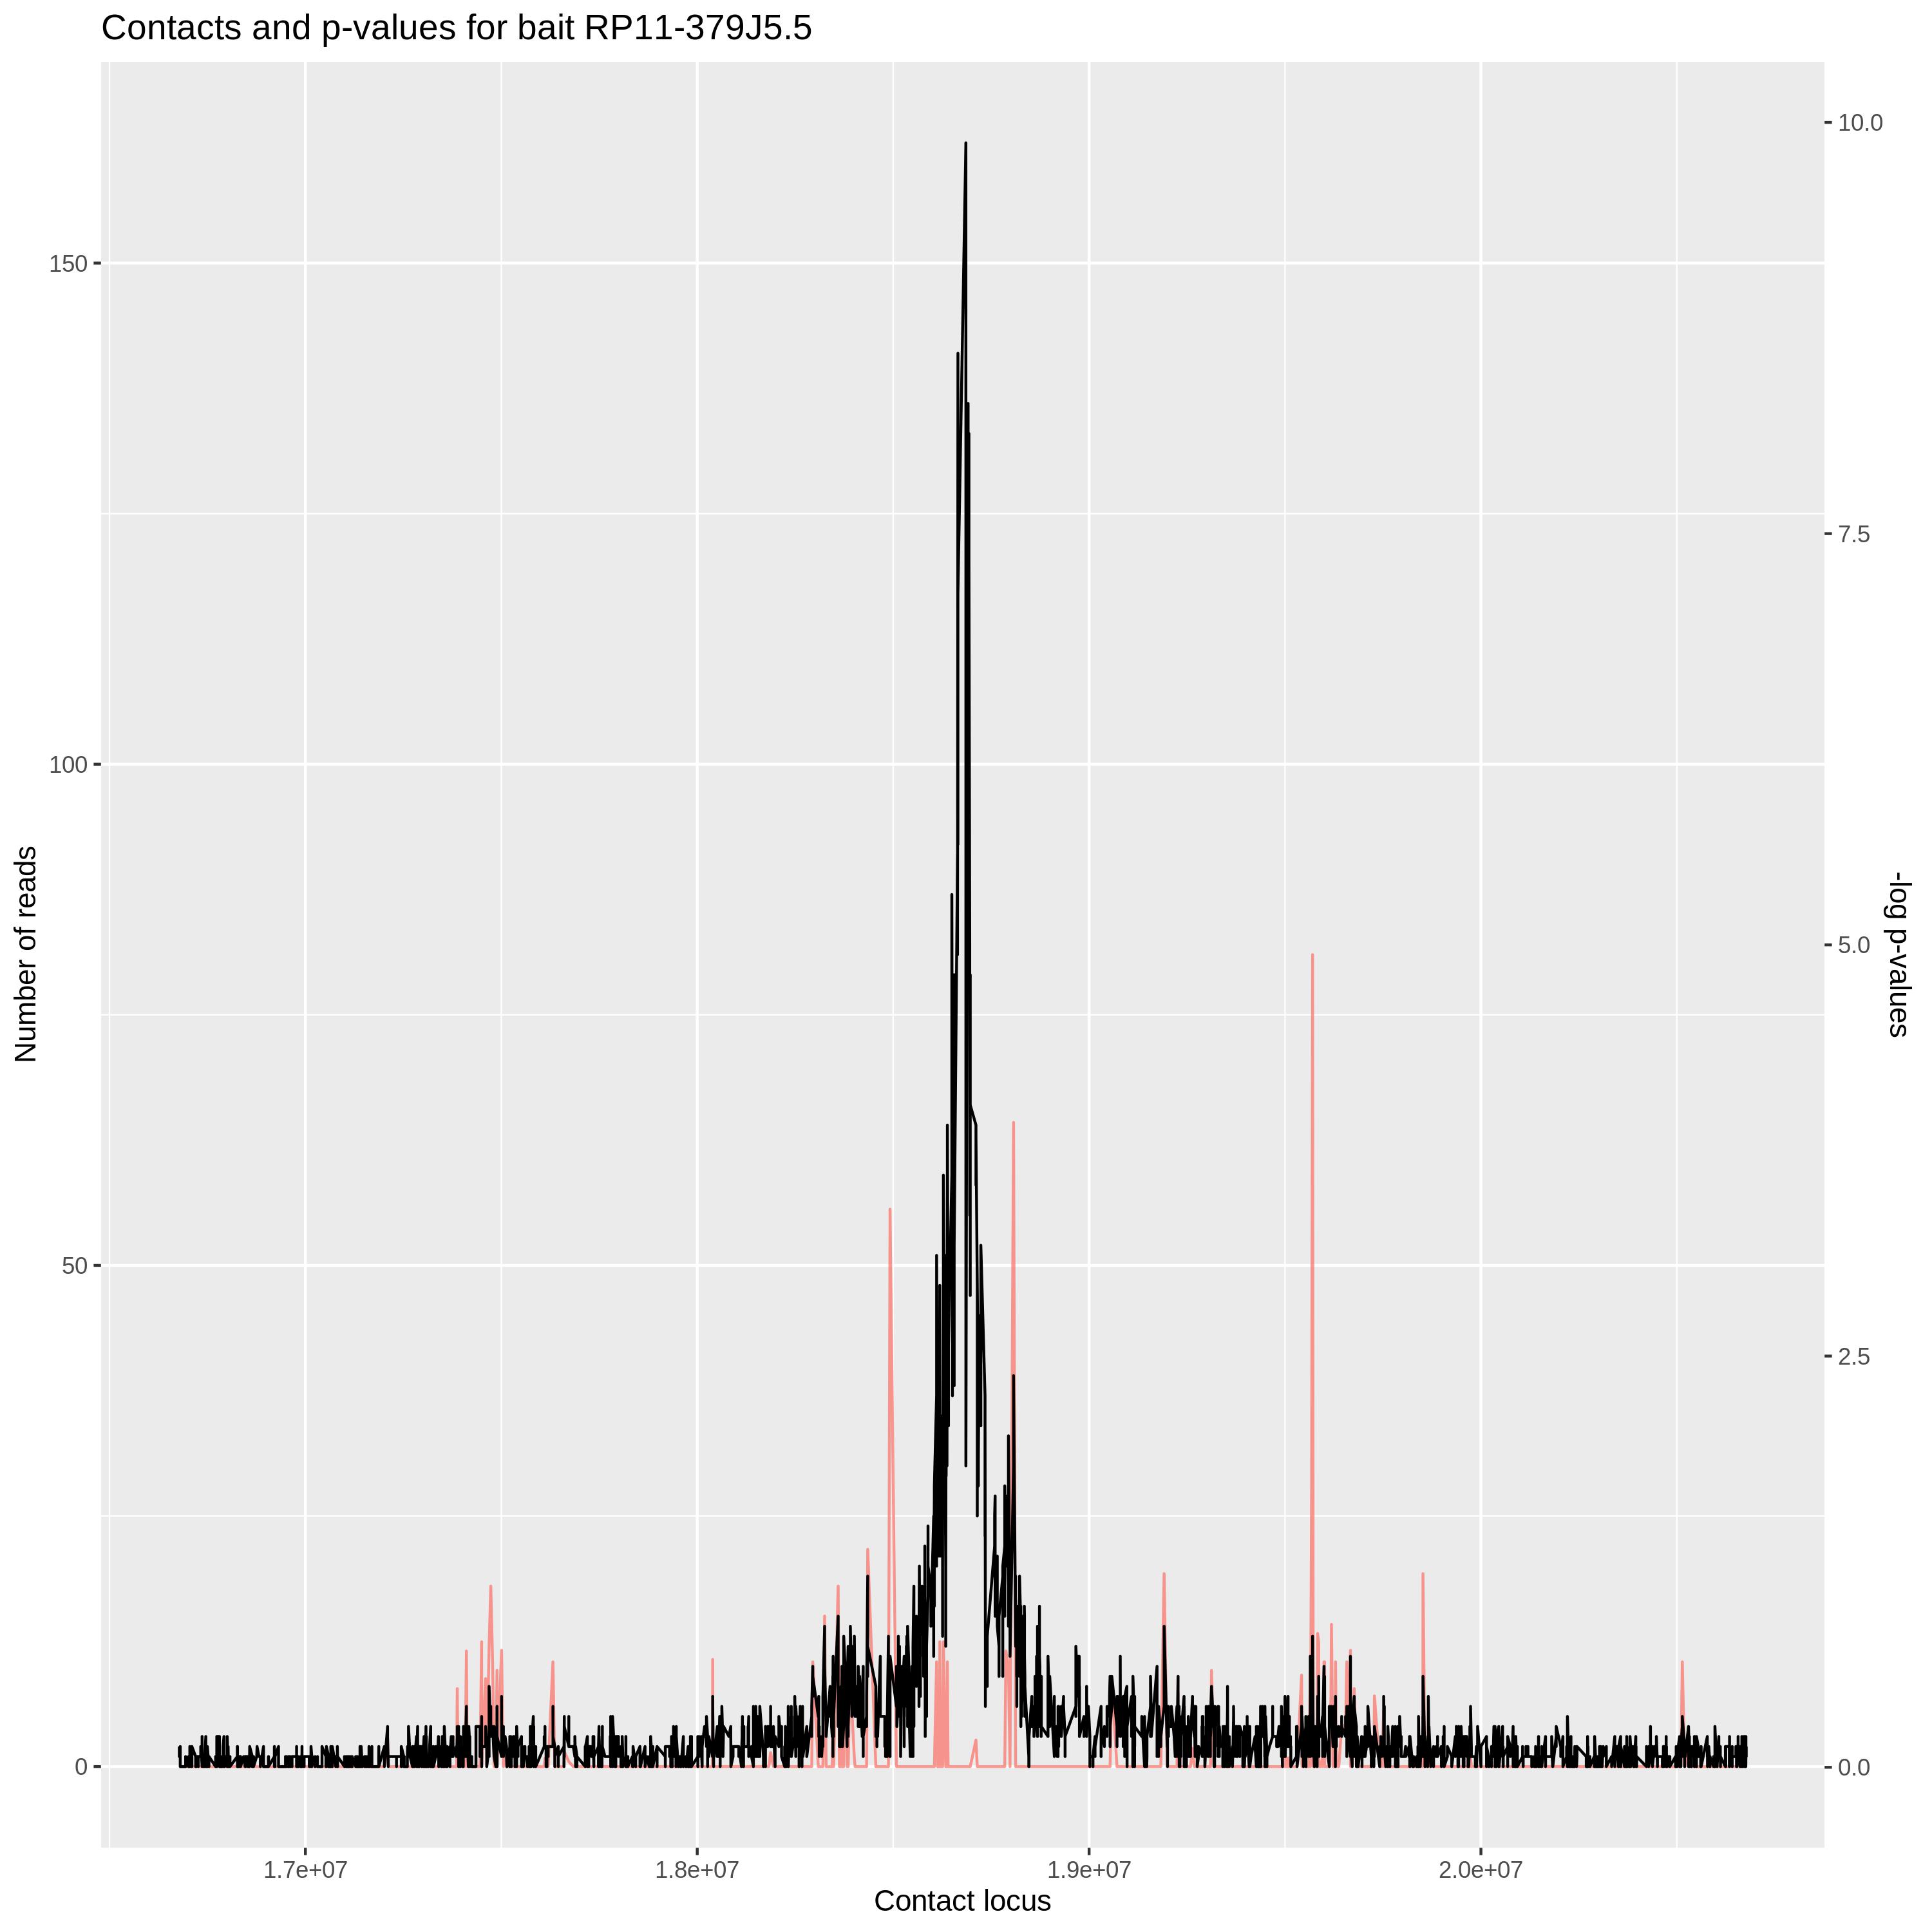 Contacts and p-values for bait RP11-379J5.5
Number of reads
150
100
50
0
10.0
7.5
5.0
2.5
0.0
-log p-values
1.7e+07 1.8e+07 1.9e+07 2.0e+07
Contact locus